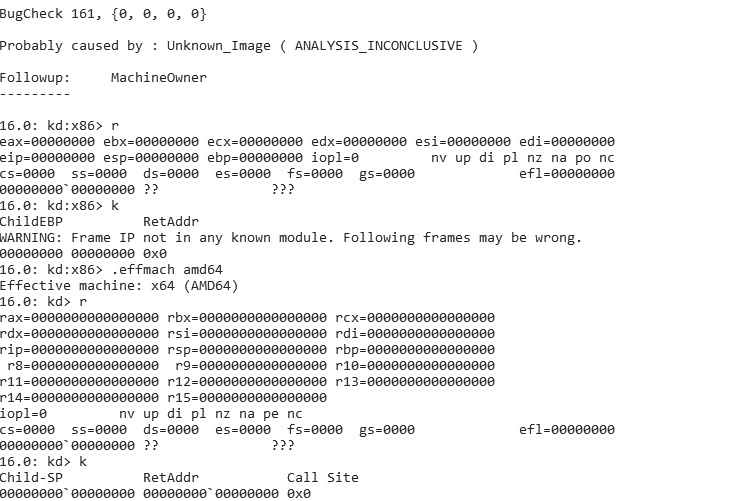 BugCheck 161, {0, 0, 0, 0}
Probably caused by : Unknown_Image ( ANALYSIS_INCONCLUSIVE )
Followup:     MachineOwner
---------
16.0: kd:x86> r
eax=00000000 ebx=00000000 ecx=00000000 edx=00000000 esi=00000000 edi=00000000
eip=00000000 esp=00000000 ebp=00000000 iopl=0         nv up di pl nz na po nc
cs=0000  ss=0000  ds=0000  es=0000  fs=0000  gs=0000             efl=00000000
00000000`00000000 ??              ???
16.0: kd:x86> k
ChildEBP          RetAddr
WARNING: Frame IP not in any known module. Following frames may be wrong.
00000000 00000000 0x0
16.0: kd:x86> .effmach amd64
Effective machine: x64 (AMD64)
16.0: kd> r
rax=0000000000000000 rbx=0000000000000000 rcx=0000000000000000
rdx=0000000000000000 rsi=0000000000000000 rdi=0000000000000000
rip=0000000000000000 rsp=0000000000000000 rbp=0000000000000000
 r8=0000000000000000  r9=0000000000000000 r10=0000000000000000
r11=0000000000000000 r12=0000000000000000 r13=0000000000000000
r14=0000000000000000 r15=0000000000000000
iopl=0         nv up di pl nz na pe nc
cs=0000  ss=0000  ds=0000  es=0000  fs=0000  gs=0000             efl=00000000
00000000`00000000 ??              ???
16.0: kd> k
Child-SP          RetAddr           Call Site
00000000`00000000 00000000`00000000 0x0